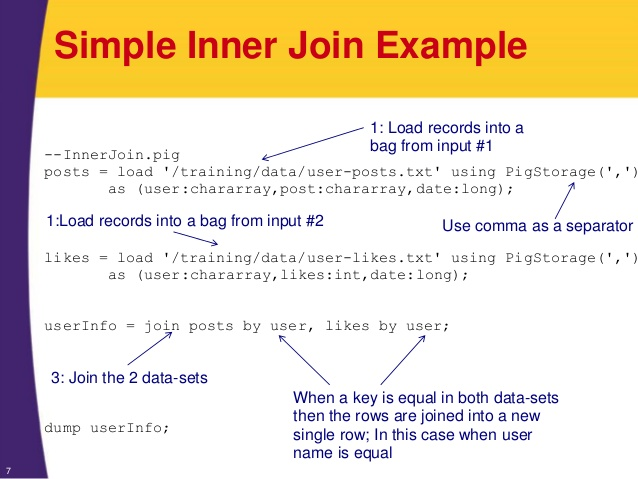 Simple Inner Join Example
1: Load records into a
bag from input #1
--InnerJoin.pig
posts = load '/training/data/user-posts.txt' using PigStorage(',')
as (user:chararray,post:chararray,date:long);
1:Load records into a bag from input #2
Use comma as a separator
likes = load '/training/data/user-likes.txt' using PigStorage(',')
as (user:chararray,likes:int,date:long);
userInfo = join posts by user, likes by user;
3: Join the 2 data-sets
When a key is equal in both data-sets
then the rows are joined into a new
single row; In this case when user
name is equal
dump userInfo;
7